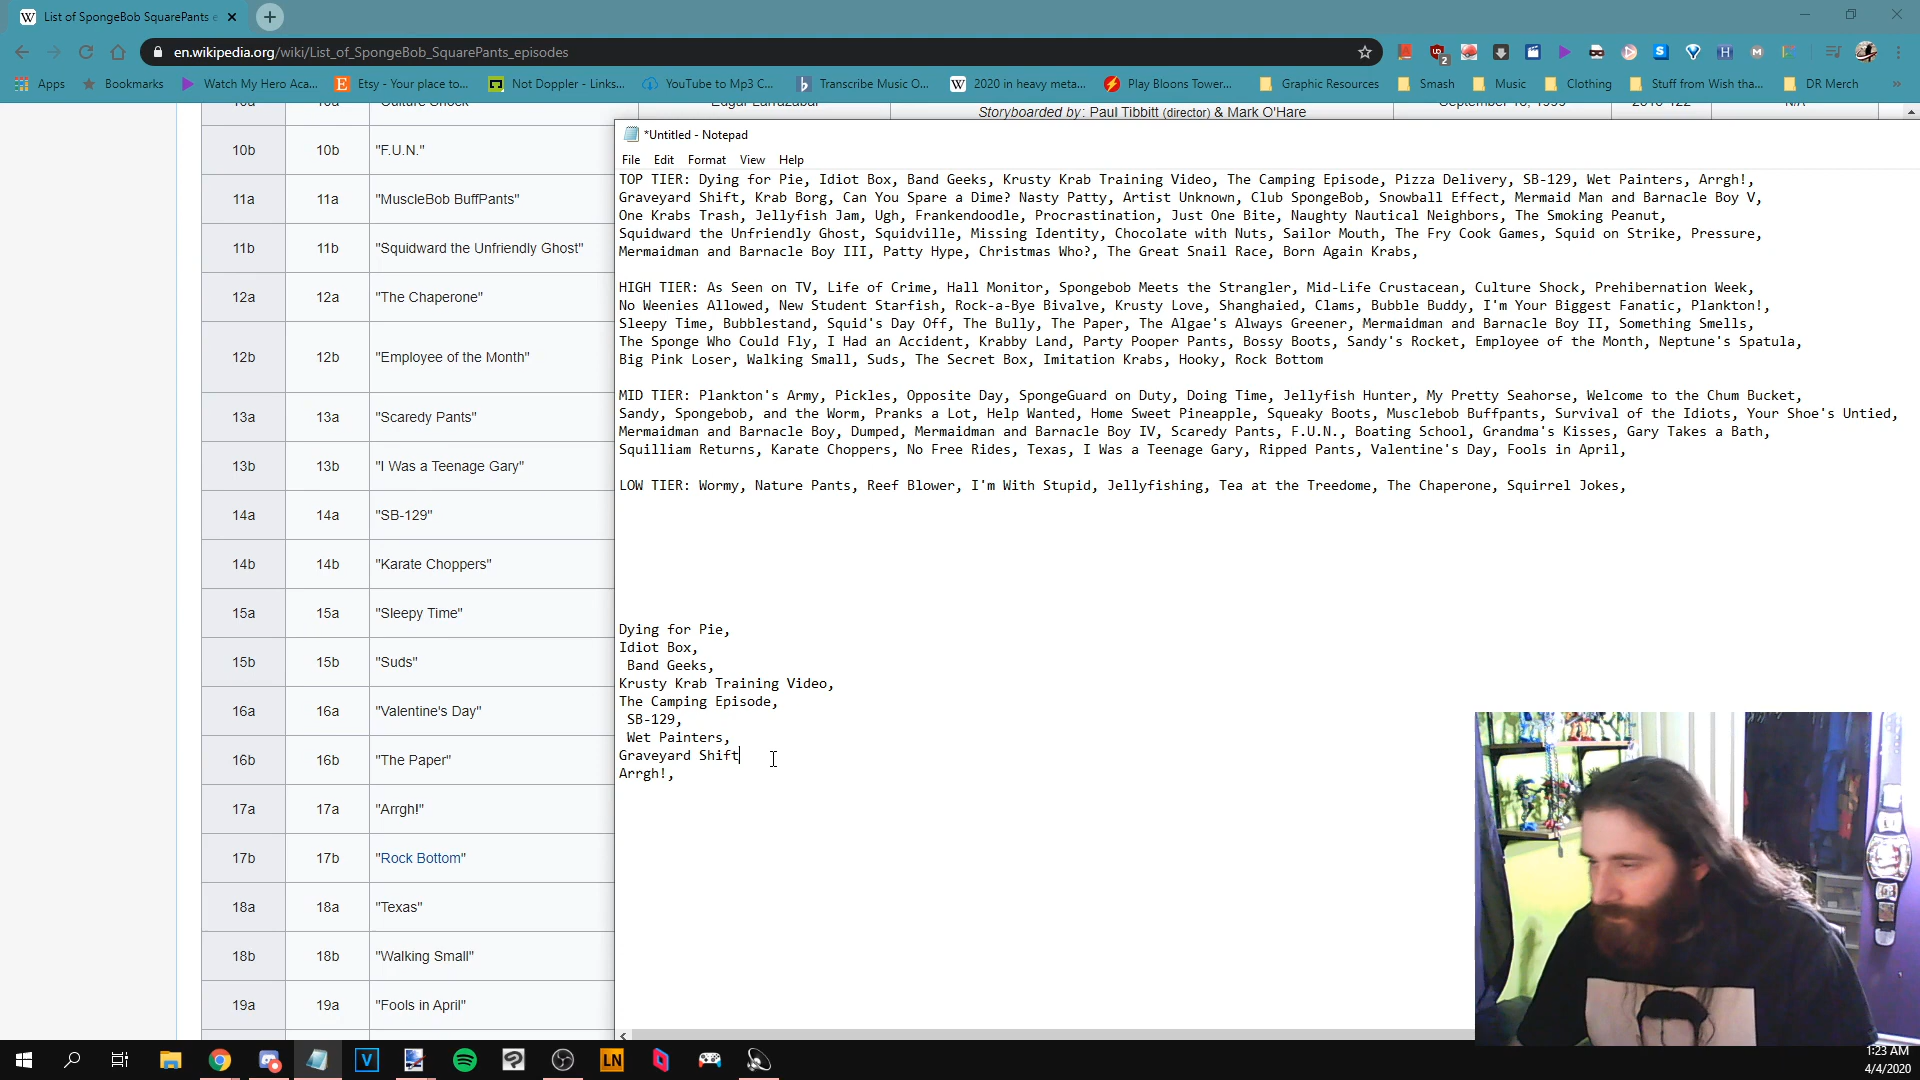 List of SpongeBob SquarePants e
en.wikipedia.org/wiki/List_of_SpongeBob_SquarePants_episodes
Apps Bookmarks Watch My Hero Aca... Etsy - Your place to... Not Doppler - Links... YouTube to Mp3 C... Transcribe Music O... 2020 in heavy meta... Play Bloons Tower... Graphic Resources Smash Music Clothing Stuff from Wish tha... DR Merch »
10a 10a "Culture Shock" Edgar Larrazábal September 18, 1999 2515-122 N/A
Storyboarded by: Paul Tibbitt (director) & Mark O'Hare
10b 10b "F.U.N."
11a 11a "MuscleBob BuffPants"
11b 11b "Squidward the Unfriendly Ghost"
12a 12a "The Chaperone"
12b 12b "Employee of the Month"
13a 13a "Scaredy Pants"
13b 13b "I Was a Teenage Gary"
14a 14a "SB-129"
14b 14b "Karate Choppers"
15a 15a "Sleepy Time"
15b 15b "Suds"
16a 16a "Valentine's Day"
16b 16b "The Paper"
17a 17a "Arrgh!"
17b 17b "Rock Bottom"
18a 18a "Texas"
18b 18b "Walking Small"
19a 19a "Fools in April"
*Untitled - Notepad
File Edit Format View Help
TOP TIER: Dying for Pie, Idiot Box, Band Geeks, Krusty Krab Training Video, The Camping Episode, Pizza Delivery, SB-129, Wet Painters, Arrgh!,
Graveyard Shift, Krab Borg, Can You Spare a Dime? Nasty Patty, Artist Unknown, Club SpongeBob, Snowball Effect, Mermaid Man and Barnacle Boy V,
One Krabs Trash, Jellyfish Jam, Ugh, Frankendoodle, Procrastination, Just One Bite, Naughty Nautical Neighbors, The Smoking Peanut,
Squidward the Unfriendly Ghost, Squidville, Missing Identity, Chocolate with Nuts, Sailor Mouth, The Fry Cook Games, Squid on Strike, Pressure,
Mermaidman and Barnacle Boy III, Patty Hype, Christmas Who?, The Great Snail Race, Born Again Krabs,
HIGH TIER: As Seen on TV, Life of Crime, Hall Monitor, Spongebob Meets the Strangler, Mid-Life Crustacean, Culture Shock, Prehibernation Week,
No Weenies Allowed, New Student Starfish, Rock-a-Bye Bivalve, Krusty Love, Shanghaied, Clams, Bubble Buddy, I'm Your Biggest Fanatic, Plankton!,
Sleepy Time, Bubblestand, Squid's Day Off, The Bully, The Paper, The Algae's Always Greener, Mermaidman and Barnacle Boy II, Something Smells,
The Sponge Who Could Fly, I Had an Accident, Krabby Land, Party Pooper Pants, Bossy Boots, Sandy's Rocket, Employee of the Month, Neptune's Spatula,
Big Pink Loser, Walking Small, Suds, The Secret Box, Imitation Krabs, Hooky, Rock Bottom
MID TIER: Plankton's Army, Pickles, Opposite Day, SpongeGuard on Duty, Doing Time, Jellyfish Hunter, My Pretty Seahorse, Welcome to the Chum Bucket,
Sandy, Spongebob, and the Worm, Pranks a Lot, Help Wanted, Home Sweet Pineapple, Squeaky Boots, Musclebob Buffpants, Survival of the Idiots, Your Shoe's Untied,
Mermaidman and Barnacle Boy, Dumped, Mermaidman and Barnacle Boy IV, Scaredy Pants, F.U.N., Boating School, Grandma's Kisses, Gary Takes a Bath,
Squilliam Returns, Karate Choppers, No Free Rides, Texas, I Was a Teenage Gary, Ripped Pants, Valentine's Day, Fools in April,
LOW TIER: Wormy, Nature Pants, Reef Blower, I'm With Stupid, Jellyfishing, Tea at the Treedome, The Chaperone, Squirrel Jokes,
Dying for Pie,
Idiot Box,
Band Geeks,
Krusty Krab Training Video,
The Camping Episode,
SB-129,
Wet Painters,
Graveyard Shift
Arrgh!,
1:23 AM
4/4/2020